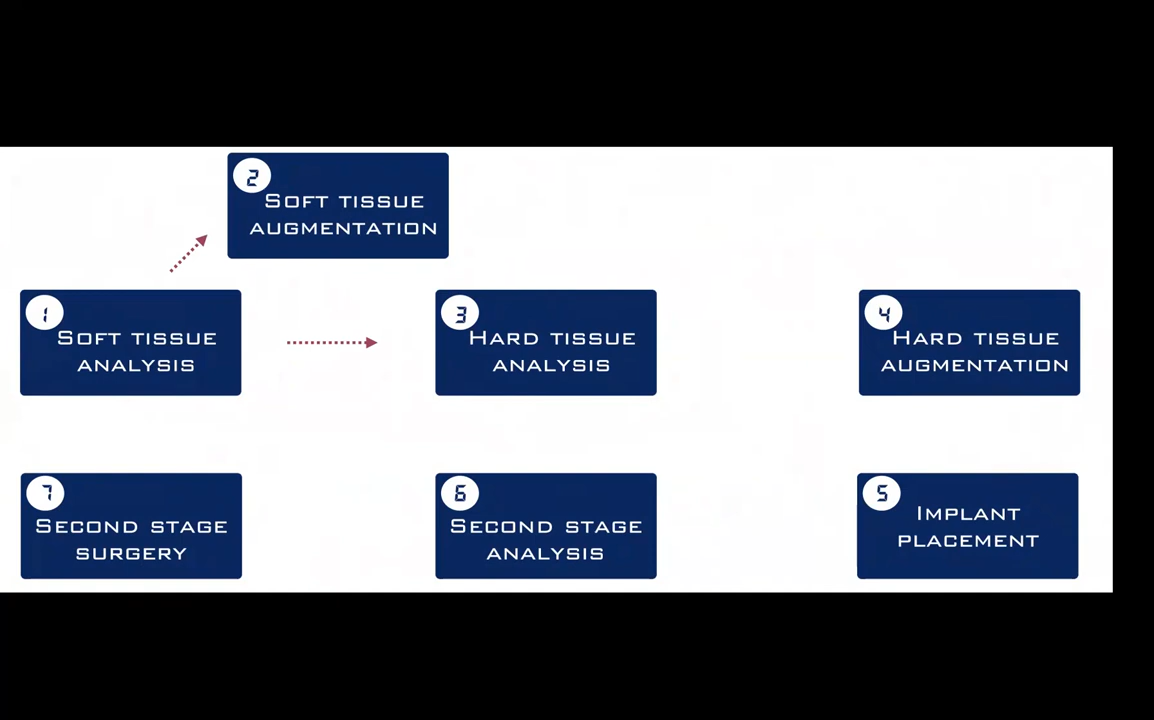 2
Soft tissue
augmentation
1
Soft tissue
analysis
3
Hard tissue
analysis
4
Hard tissue
augmentation
7
Second stage
surgery
6
Second stage
analysis
5
Implant
placement